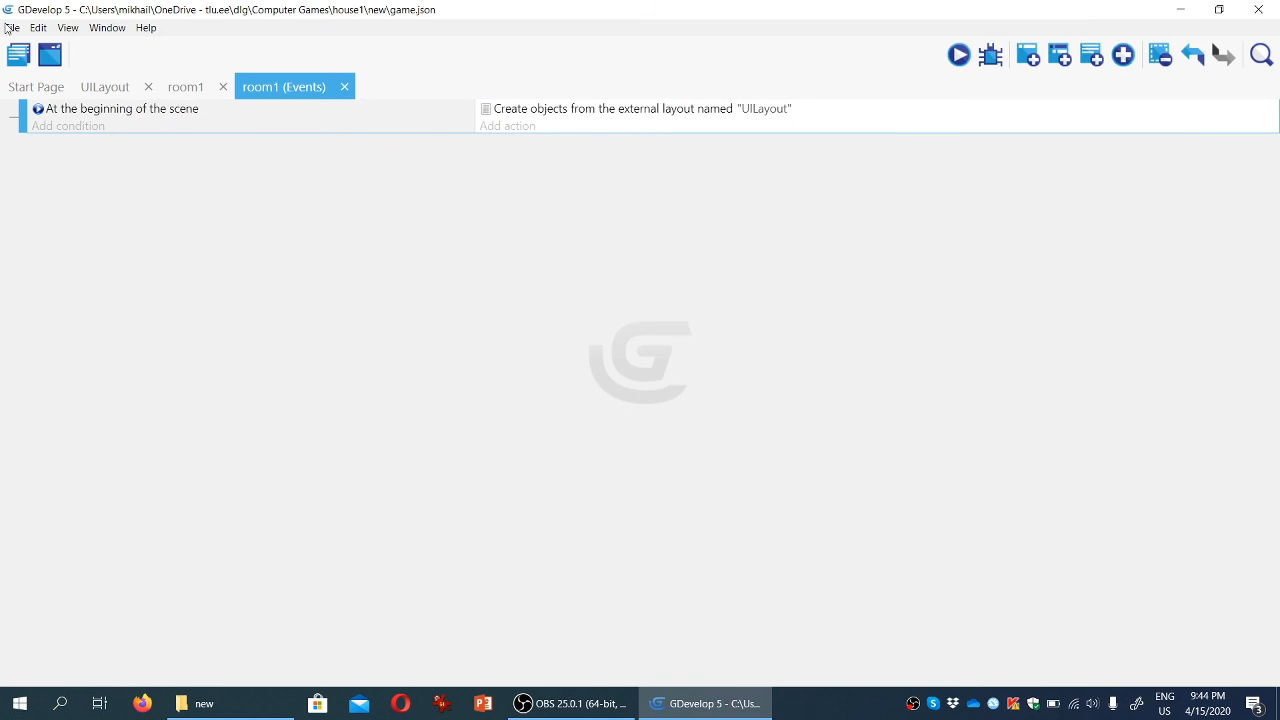 GDevelop 5 - C:\Users\mikhail\OneDrive - tlu.ee\dlg\Computer Games\house1\new\game.json
File Edit View Window Help
Start Page UILayout room1 room1 (Events)
At the beginning of the scene
Create objects from the external layout named "UILayout"
Add condition
Add action
new
OBS 25.0.1 (64-bit, ...
GDevelop 5 - C:\Us...
ENG
US
9:44 PM
4/15/2020
3